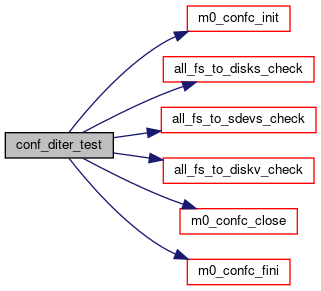 m0_confc_init
all_fs_to_disks_check
all_fs_to_sdevs_check
conf_diter_test
all_fs_to_diskv_check
m0_confc_close
m0_confc_fini